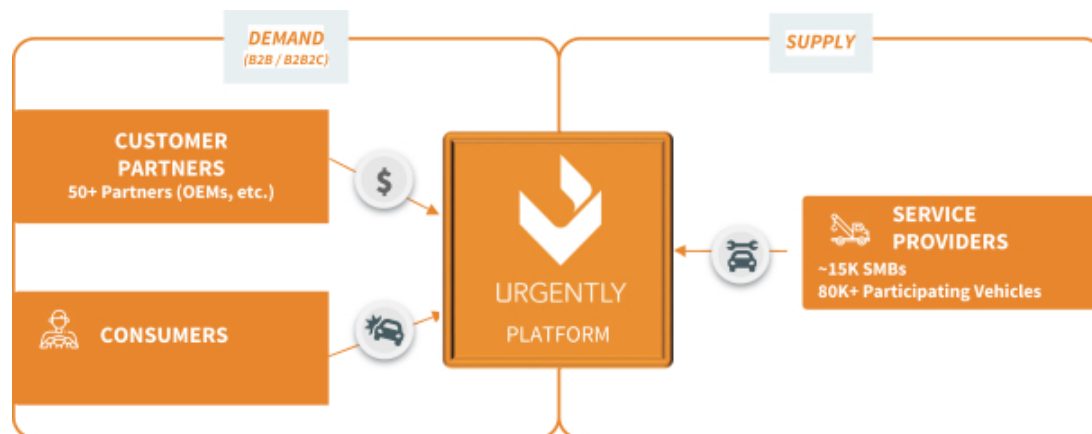 DEMAND
(B2B / B2B2C)
SUPPLY
CUSTOMER
PARTNERS
50+ Partners (OEMs, etc.)
$
URGENTLY
PLATFORM
SERVICE
PROVIDERS
~15K SMBs
80K+ Participating Vehicles
CONSUMERS